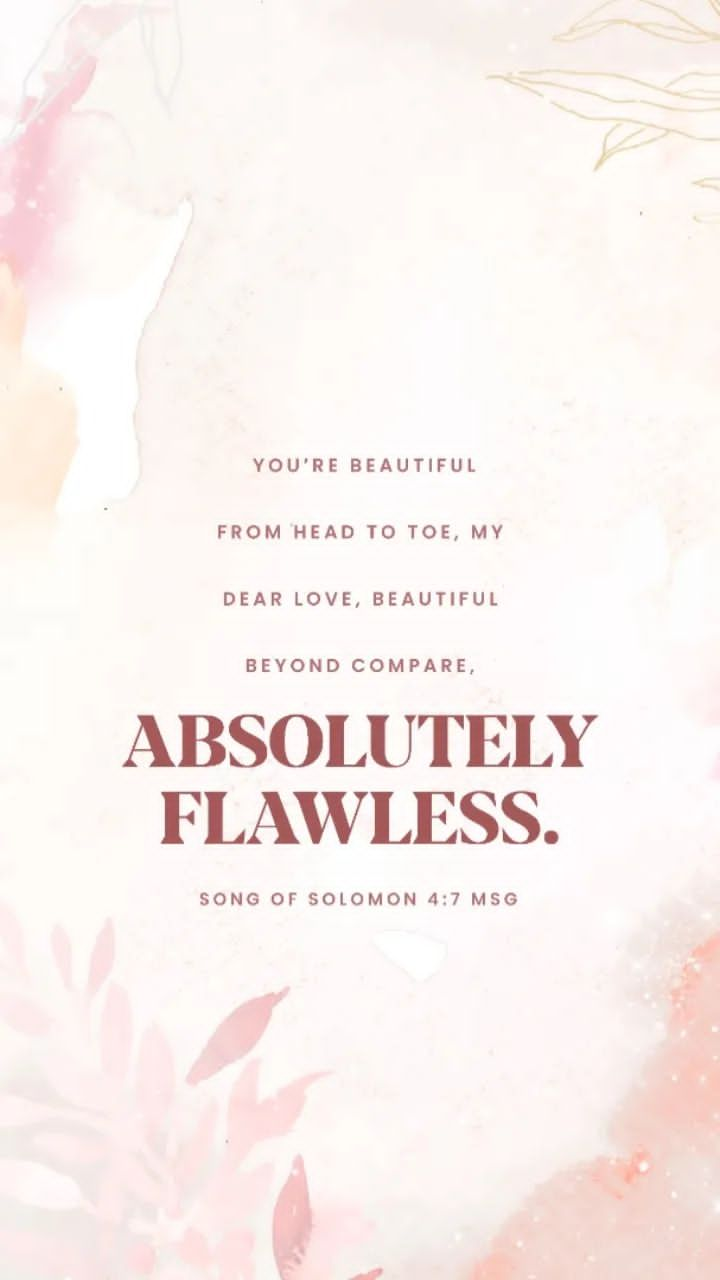 YOU'RE BEAUTIFUL
FROM HEAD TO TOE, MY
DEAR LOVE, BEAUTIFUL
BEYOND COMPARE,
ABSOLUTELY
FLAWLESS.
SONG OF SOLOMON 4:7 MSG